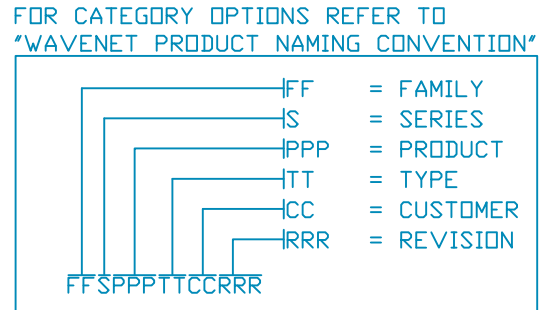 FOR CATEGORY OPTIONS REFER TO
"WAVENET PRODUCT NAMING CONVENTION"
FF = FAMILY
S = SERIES
PPP = PRODUCT
TT = TYPE
CC = CUSTOMER
RRR = REVISION
FFSPPPTTCCRRR